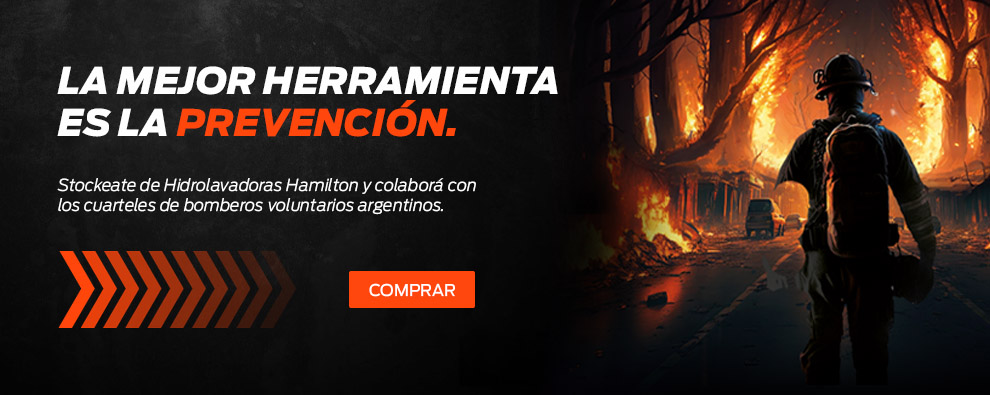 LA MEJOR HERRAMIENTA
ES LA PREVENCIÓN.
Stockeate de Hidrolavadoras Hamilton y colaborá con
los cuarteles de bomberos voluntarios argentinos.
COMPRAR